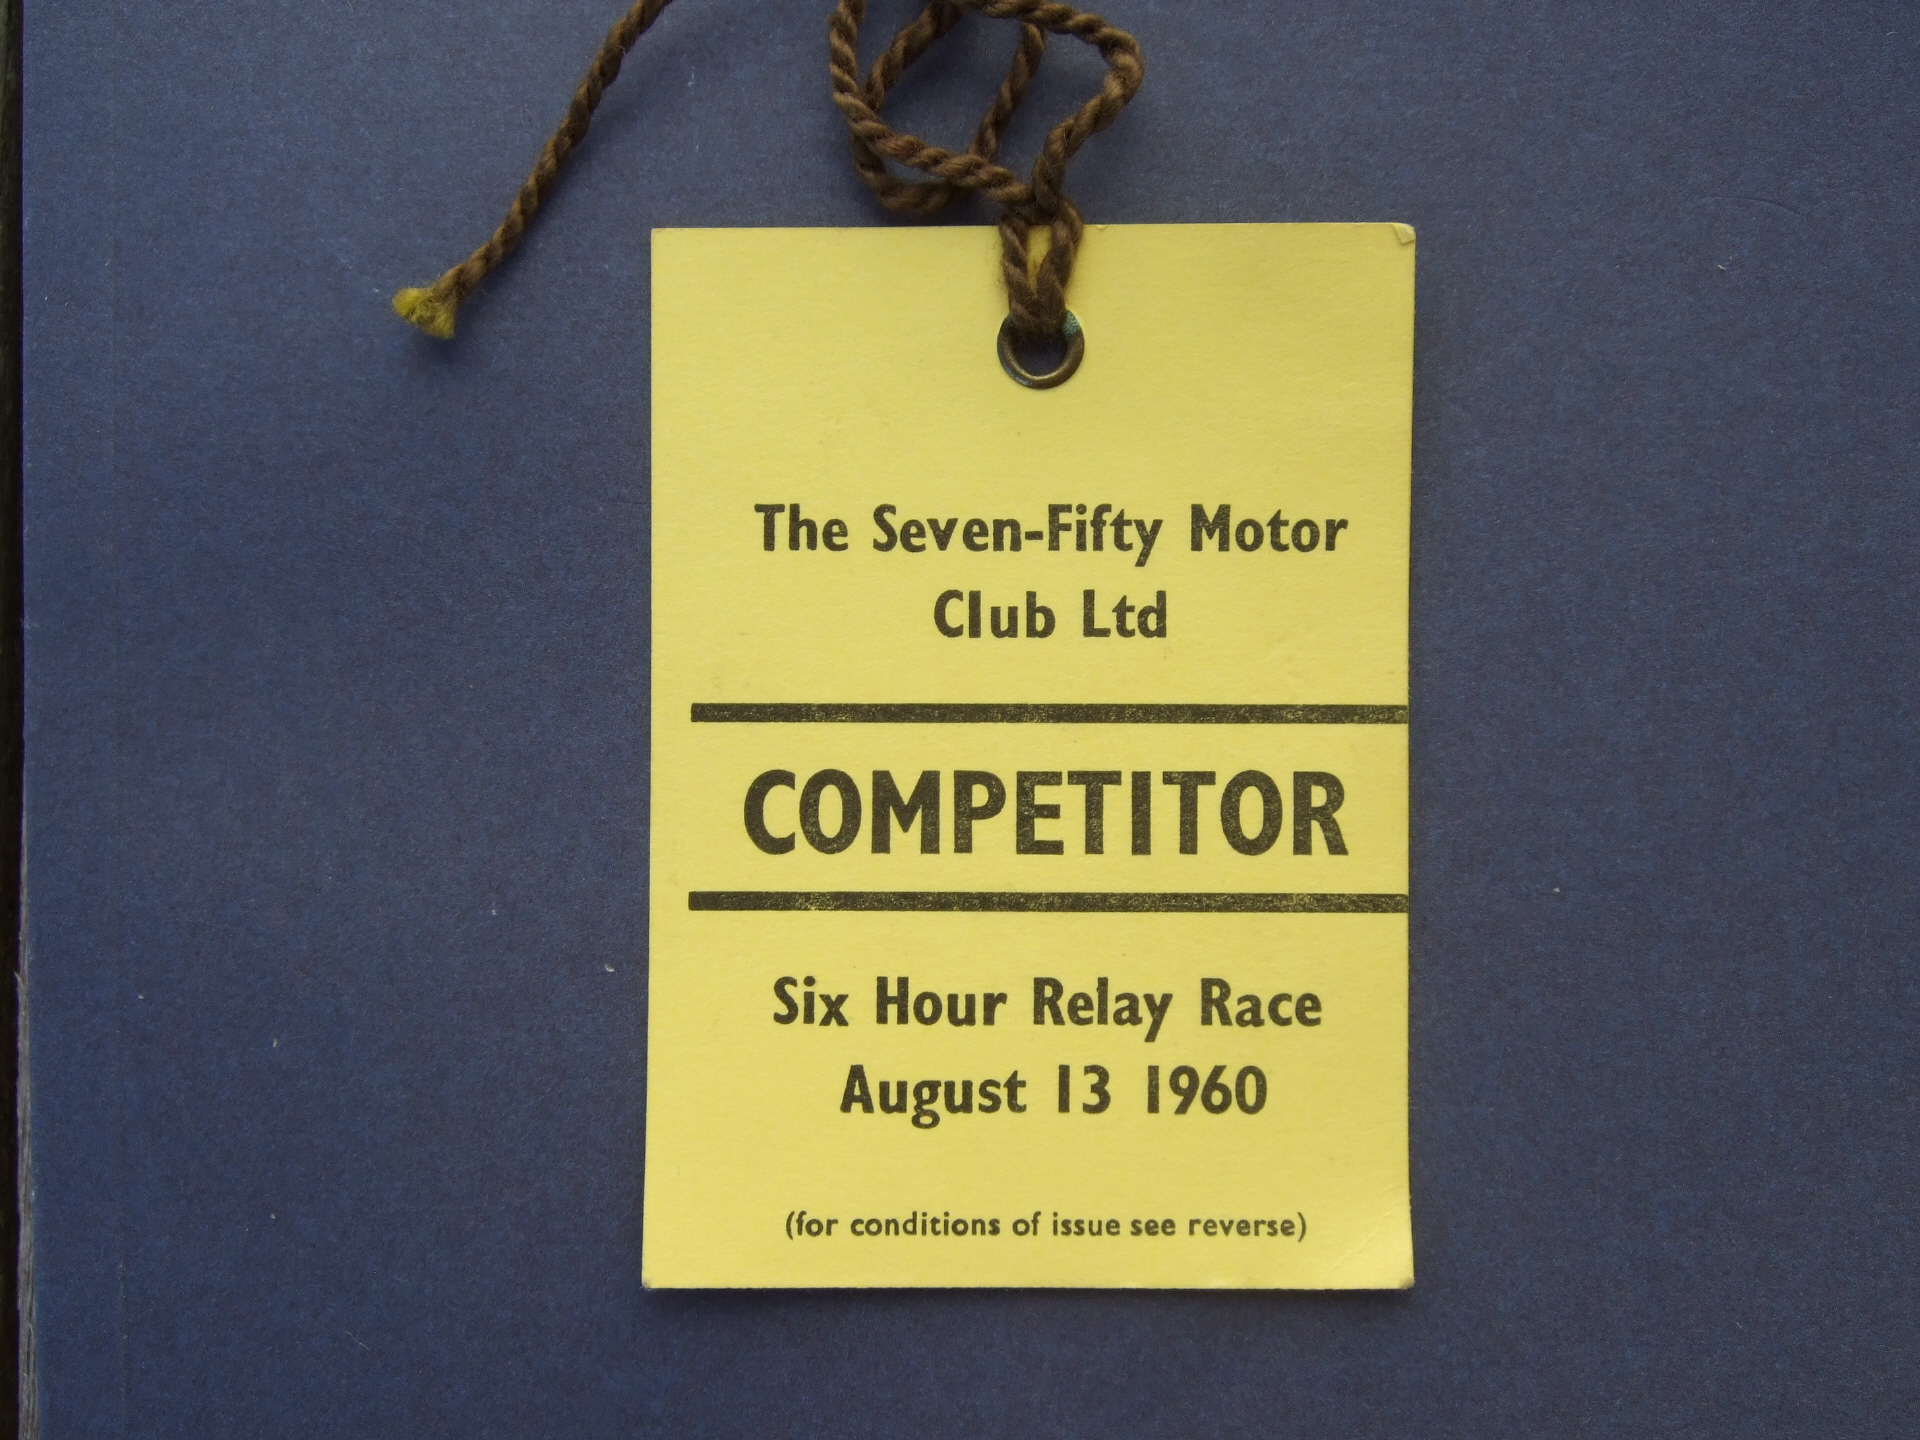 The Seven-Fifty Motor
Club Ltd
COMPETITOR
Six Hour Relay Race
August 13 1960
(for conditions of issue see reverse)